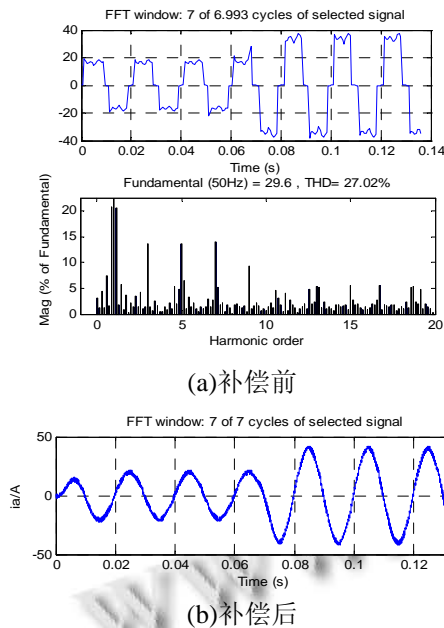 FFT window: 7 of 6.993 cycles of selected signal
40
20
0
-20
-40
0 0.02 0.04 0.06 0.08 0.1 0.12 0.14
Time (s)
Fundamental (50Hz) = 29.6 , THD= 27.02%
Mag (% of Fundamental)
20
15
10
5
0
0 5 10 15 20
Harmonic order
(a)补偿前
FFT window: 7 of 7 cycles of selected signal
ia/A
50
0
-50
0 0.02 0.04 0.06 0.08 0.1 0.12
Time (s)
(b)补偿后